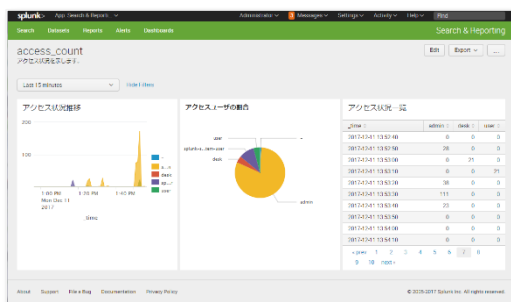 splunk> App: Search & Reporti.. Administrator Messages Settings Activity Help Find
Search Datasets Reports Alerts Dashboards Search & Reporting
access_count
アクセス状況を示します。
Edit Export ...
Last 15 minutes Hide Filters
アクセス状況推移
200
100
1:00 PM 1:20 PM 1:40 PM
Mon Dec 11
2017
time
-
a...n
desk
sp.../r
user
アクセスユーザの割合
user
desk
-
admin
アクセス状況一覧
_time admin desk user
2017-12-11 13:52:40 0 0 0
2017-12-11 13:52:50 28 0 0
2017-12-11 13:53:00 0 21 0
2017-12-11 13:53:10 0 0 21
2017-12-11 13:53:20 38 0 0
2017-12-11 13:53:30 111 0 0
2017-12-11 13:53:40 23 0 0
2017-12-11 13:53:50 0 0 0
2017-12-11 13:54:00 0 0 0
2017-12-11 13:54:10 0 0 0
« prev 1 2 3 4 5 6 7 8
9 10 next »
About Support File a Bug Documentation Privacy Policy
© 2005-2017 Splunk Inc. All rights reserved.